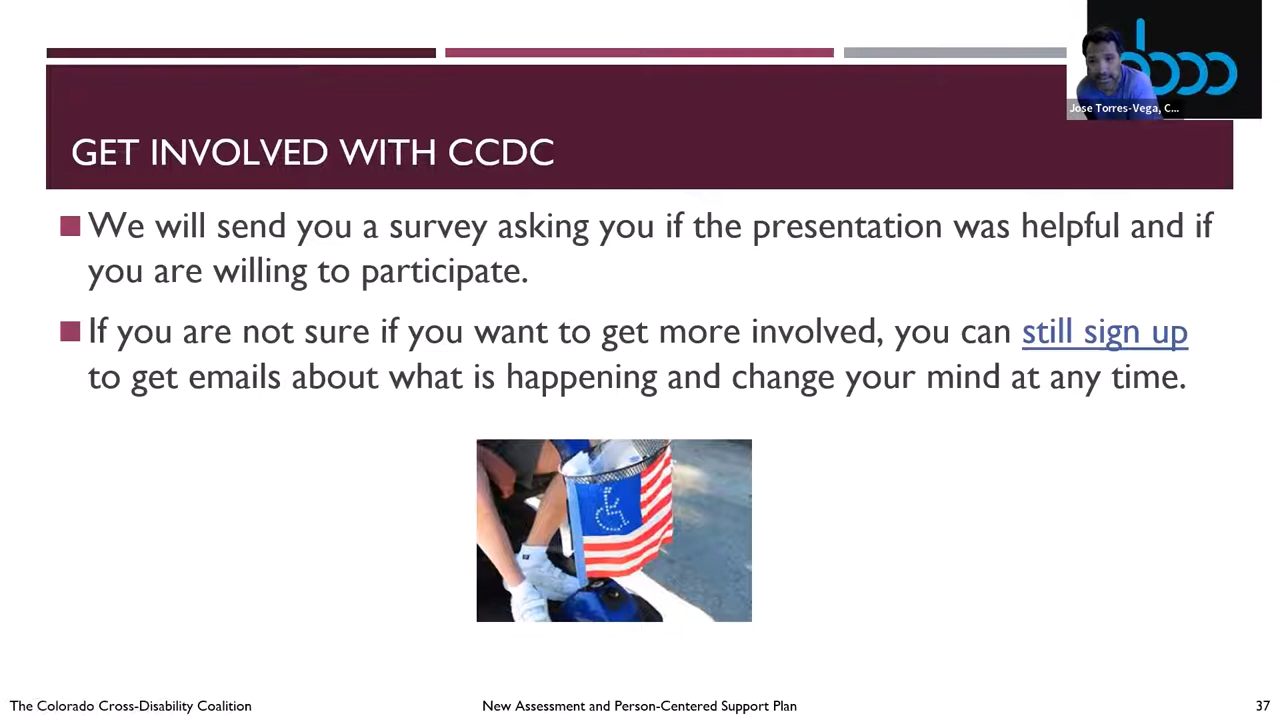 Jose Torres-Vega, C...
GET INVOLVED WITH CCDC
We will send you a survey asking you if the presentation was helpful and if
you are willing to participate.
If you are not sure if you want to get more involved, you can still sign up
to get emails about what is happening and change your mind at any time.
The Colorado Cross-Disability Coalition
New Assessment and Person-Centered Support Plan
37